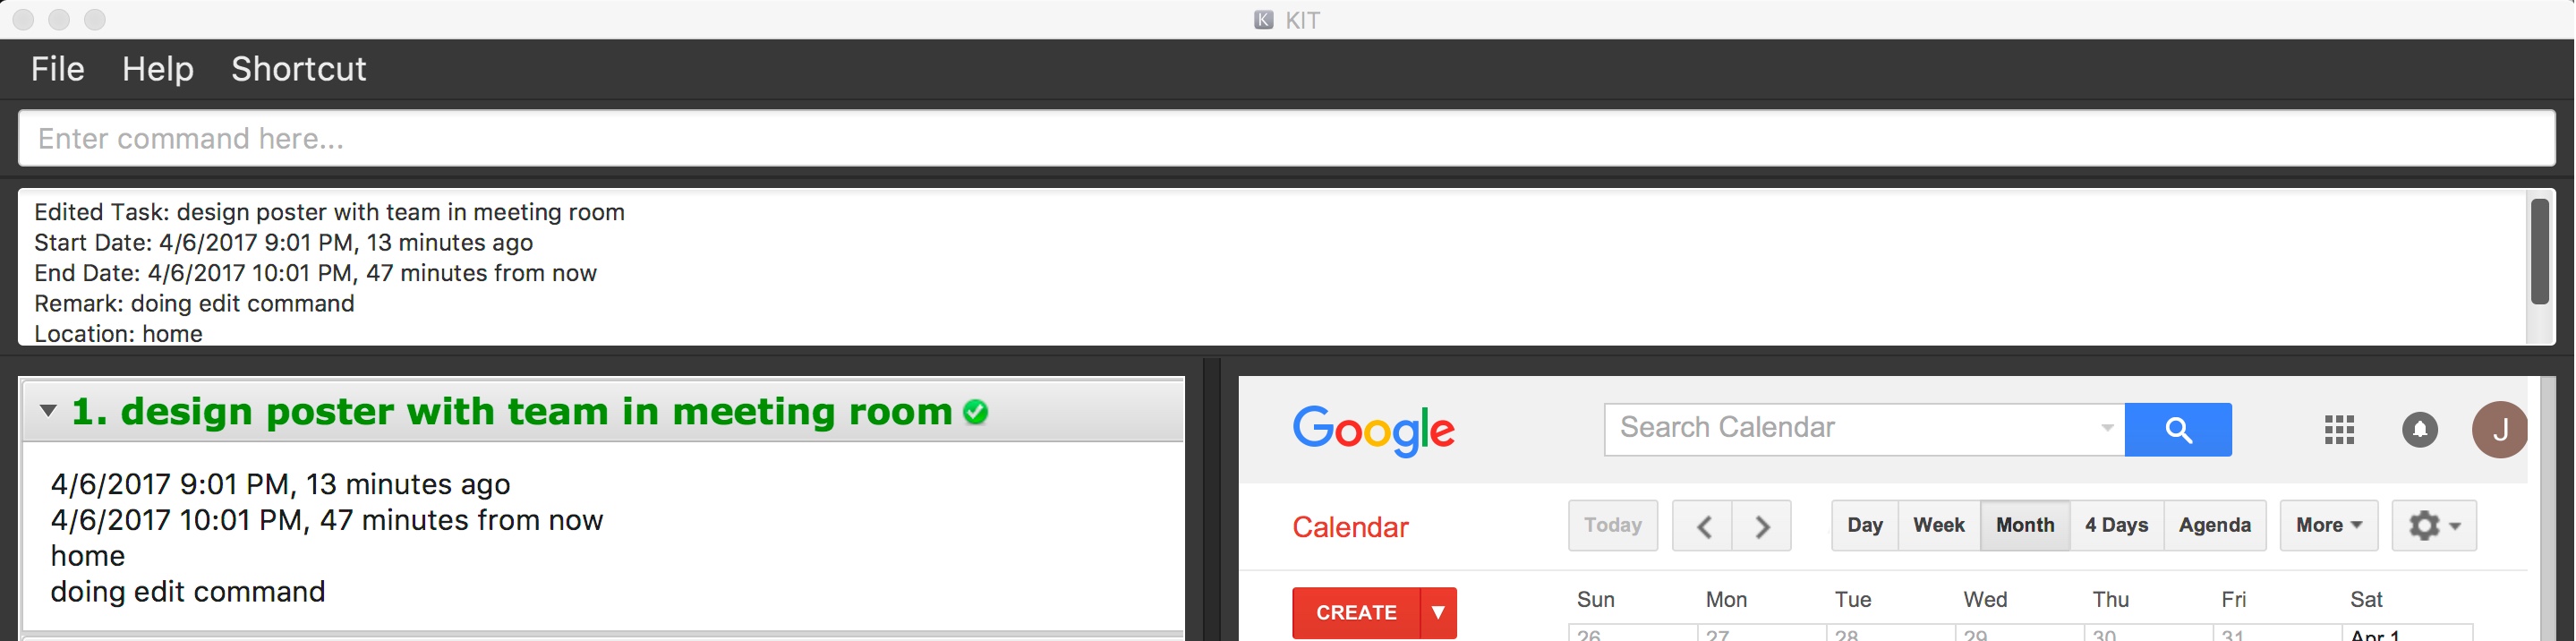 KIT
File Help Shortcut
Enter command here...
Edited Task: design poster with team in meeting room
Start Date: 4/6/2017 9:01 PM, 13 minutes ago
End Date: 4/6/2017 10:01 PM, 47 minutes from now
Remark: doing edit command
Location: home
1. design poster with team in meeting room
4/6/2017 9:01 PM, 13 minutes ago
4/6/2017 10:01 PM, 47 minutes from now
home
doing edit command
Google Search Calendar J
Calendar Today Day Week Month 4 Days Agenda More
CREATE Sun Mon Tue Wed Thu Fri Sat
26 27 28 29 30 31 Apr 1